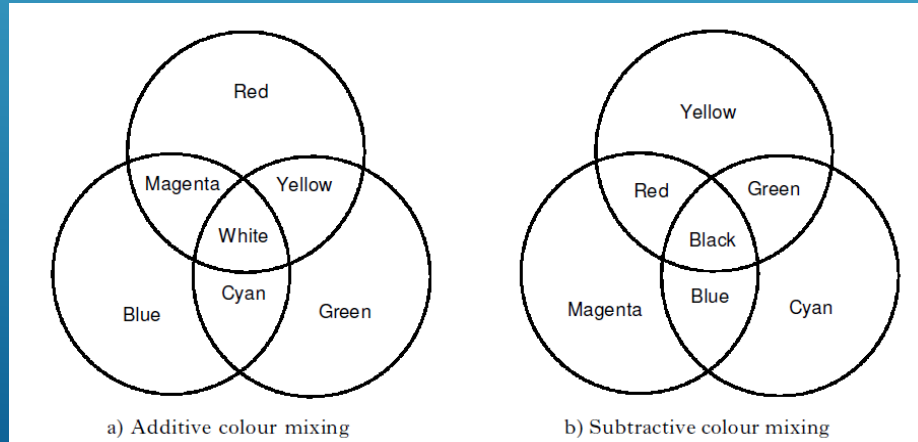 Red
Magenta
Yellow
White
Cyan
Blue
Green
a) Additive colour mixing
Yellow
Red
Green
Black
Blue
Magenta
Cyan
b) Subtractive colour mixing